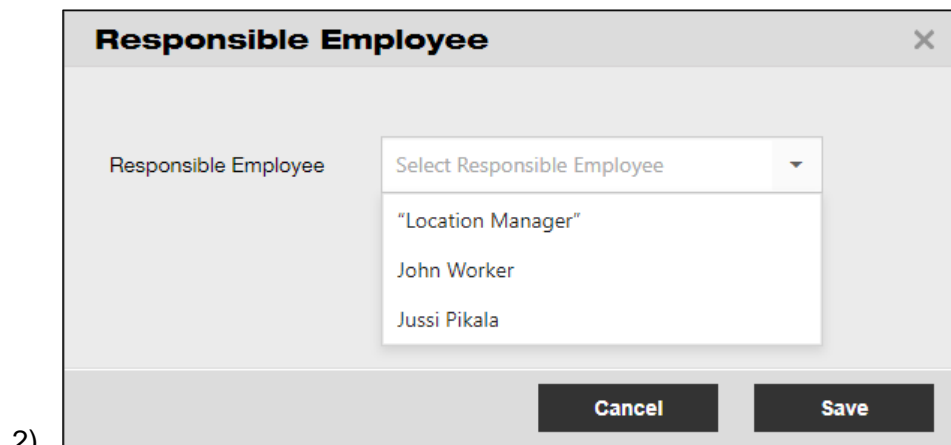 Responsible Employee ×
Responsible Employee Select Responsible Employee
“Location Manager”
John Worker
Jussi Pikala
Cancel Save
2)